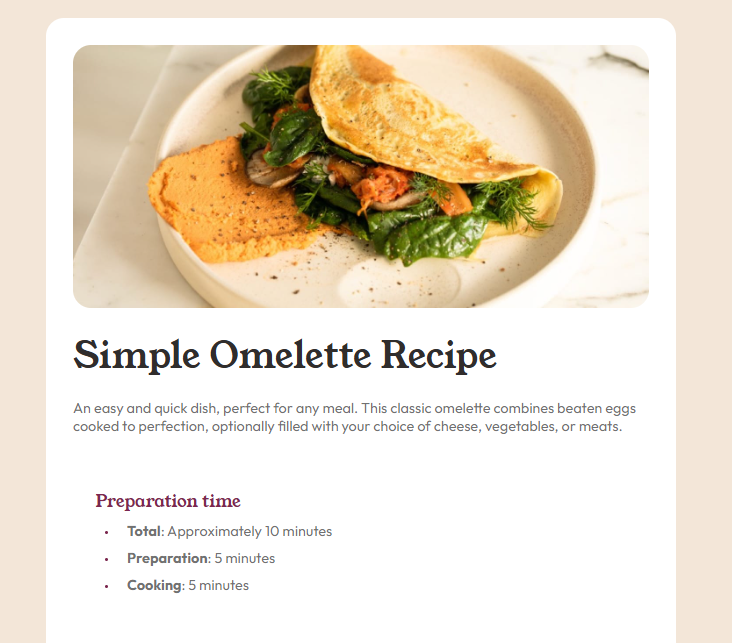 Simple Omelette Recipe
An easy and quick dish, perfect for any meal. This classic omelette combines beaten eggs
cooked to perfection, optionally filled with your choice of cheese, vegetables, or meats.
Preparation time
• Total: Approximately 10 minutes
• Preparation: 5 minutes
• Cooking: 5 minutes